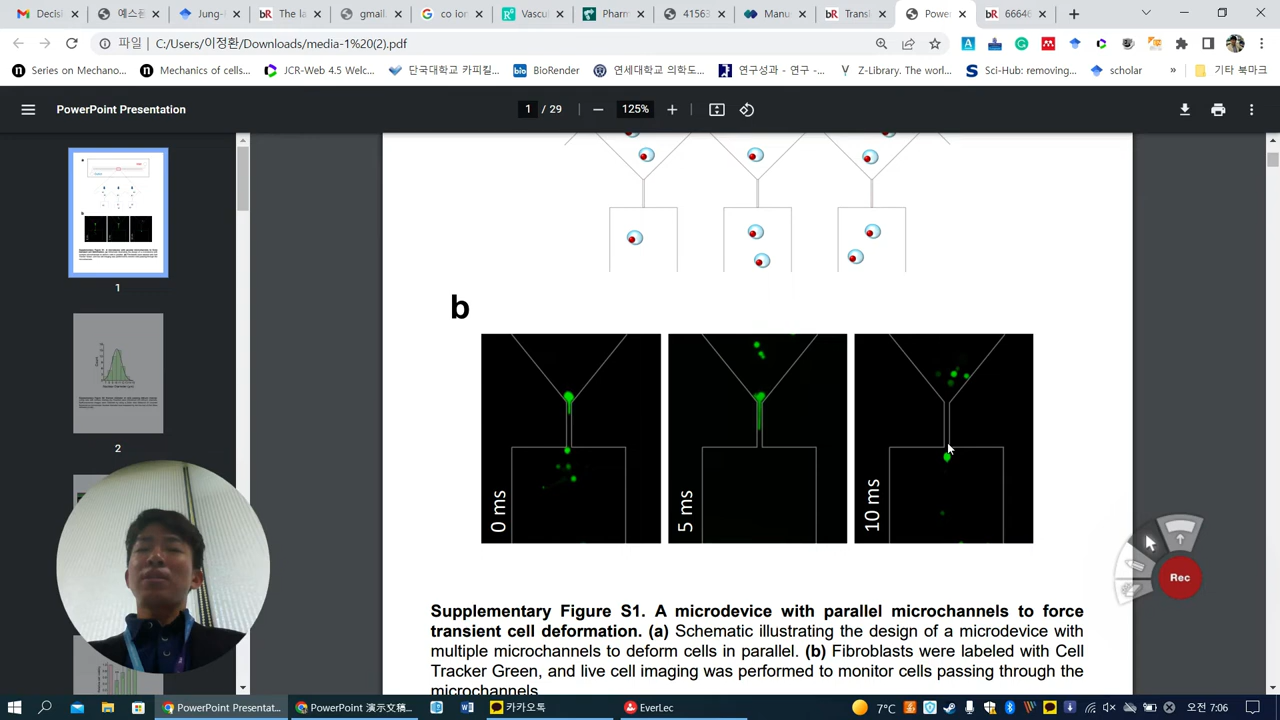 Decisi
예스폼
Jung-
The la
gmail.
co ion
Vascul
Pharm
41563
Manu
Transi
Power
66646
파일 | C:/Users/이정환/Downloads/media-1%20(2).pdf
Series on Mechano...
Mechanics of cells...
JCR-Web 4.5 Welc...
단국대학교 카피킬...
BioRender
연세대학교 의학도...
연구성과 - 연구 -...
Z-Library. The worl...
Sci-Hub: removing...
scholar
»
기타 북마크
PowerPoint Presentation
1 / 29
125%
1
2
b
0 ms
5 ms
10 ms
Rec
Supplementary Figure S1. A microdevice with parallel microchannels to force
transient cell deformation. (a) Schematic illustrating the design of a microdevice with
multiple microchannels to deform cells in parallel. (b) Fibroblasts were labeled with Cell
Tracker Green, and live cell imaging was performed to monitor cells passing through the
microchannels.
PowerPoint Presentat...
PowerPoint 演示文稿...
카카오톡
EverLec
7°C
오전 7:06